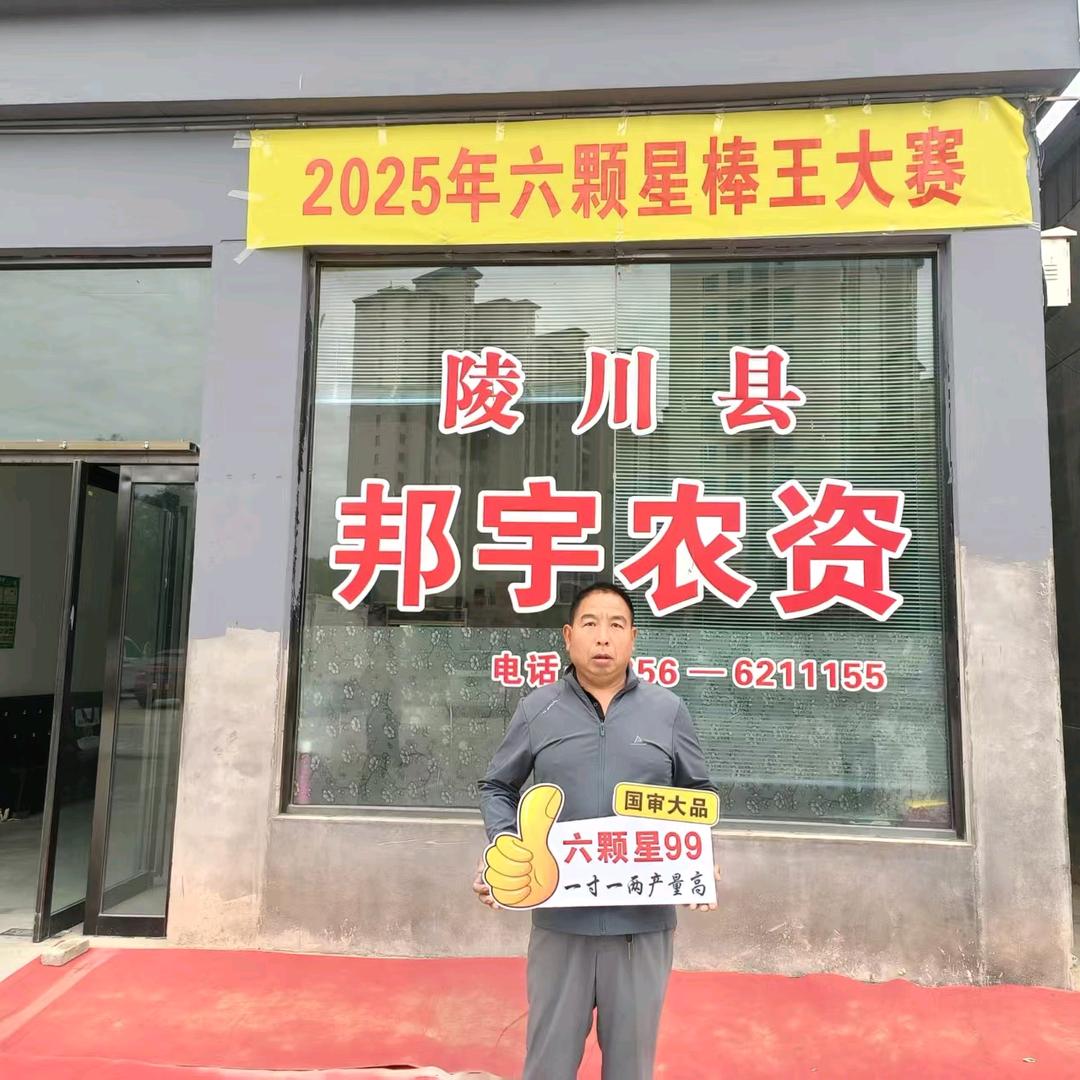 2025年六颗星棒王大赛
陵川县
邦宇农资
电话 56—6211155
国审大品
六颗星99
一寸一两产量高